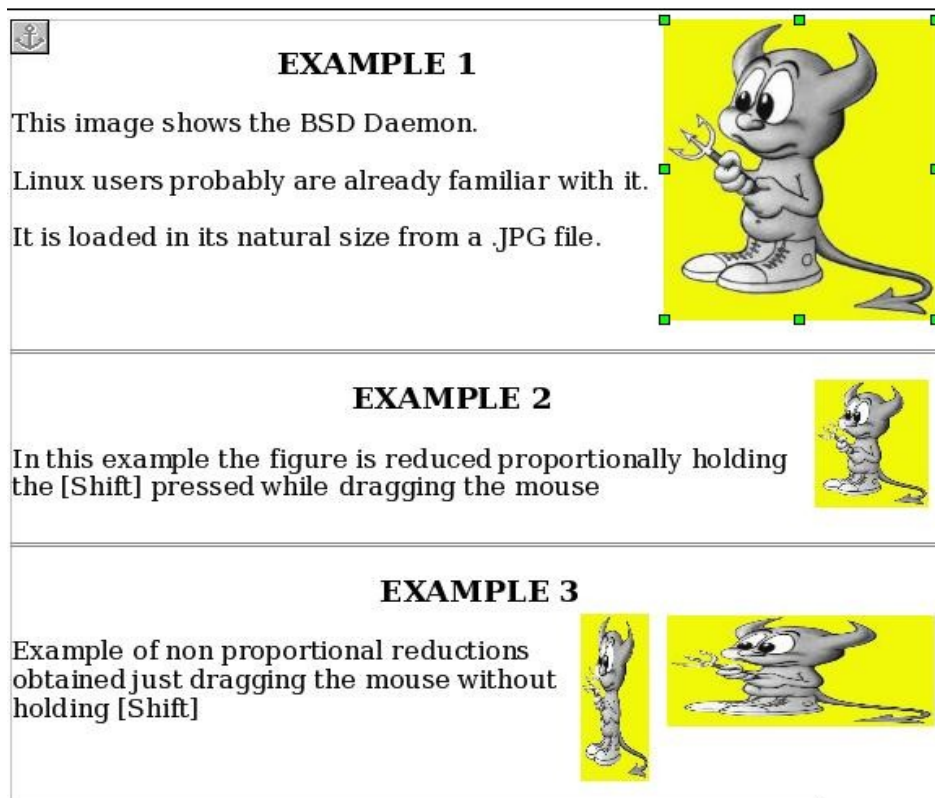 EXAMPLE 1
This image shows the BSD Daemon.
Linux users probably are already familiar with it.
It is loaded in its natural size from a .JPG file.
EXAMPLE 2
In this example the figure is reduced proportionally holding
the [Shift] pressed while dragging the mouse
EXAMPLE 3
Example of non proportional reductions
obtained just dragging the mouse without
holding [Shift]